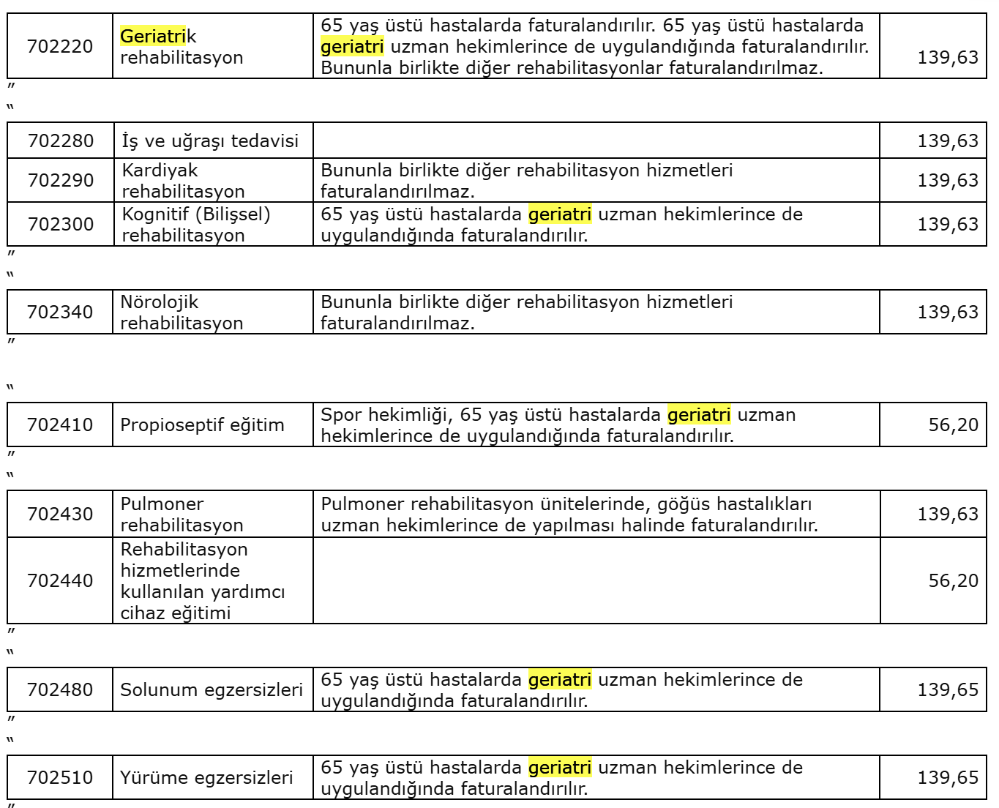 702220
Geriatrik
rehabilitasyon
65 yaş üstü hastalarda faturalandırılır. 65 yaş üstü hastalarda
geriatri uzman hekimlerince de uygulandığında faturalandırılır.
Bununla birlikte diğer rehabilitasyonlar faturalandırılmaz.
139,63
”
“
702280
İş ve uğraşı tedavisi
139,63
702290
Kardiyak
rehabilitasyon
Bununla birlikte diğer rehabilitasyon hizmetleri
faturalandırılmaz.
139,63
702300
Kognitif (Bilişsel)
rehabilitasyon
65 yaş üstü hastalarda geriatri uzman hekimlerince de
uygulandığında faturalandırılır.
139,63
”
“
702340
Nörolojik
rehabilitasyon
Bununla birlikte diğer rehabilitasyon hizmetleri
faturalandırılmaz.
139,63
”
“
702410
Propioseptif eğitim
Spor hekimliği, 65 yaş üstü hastalarda geriatri uzman
hekimlerince de uygulandığında faturalandırılır.
56,20
”
“
702430
Pulmoner
rehabilitasyon
Pulmoner rehabilitasyon ünitelerinde, göğüs hastalıkları
uzman hekimlerince de yapılması halinde faturalandırılır.
139,63
702440
Rehabilitasyon
hizmetlerinde
kullanılan yardımcı
cihaz eğitimi
56,20
”
“
702480
Solunum egzersizleri
65 yaş üstü hastalarda geriatri uzman hekimlerince de
uygulandığında faturalandırılır.
139,65
”
“
702510
Yürüme egzersizleri
65 yaş üstü hastalarda geriatri uzman hekimlerince de
uygulandığında faturalandırılır.
139,65
”